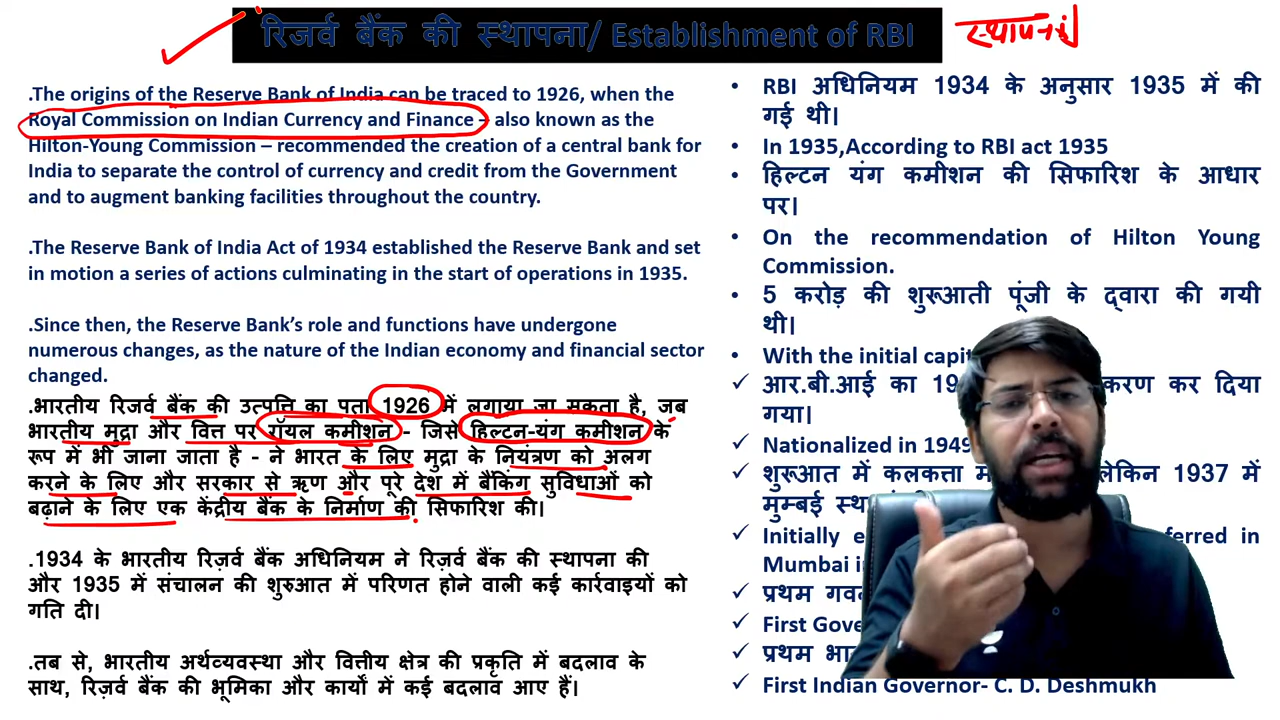 रिजर्व बैंक की स्थापना/ Establishment of RBI
स्थापना
.The origins of the Reserve Bank of India can be traced to 1926, when the
Royal Commission on Indian Currency and Finance – also known as the
Hilton-Young Commission – recommended the creation of a central bank for
India to separate the control of currency and credit from the Government
and to augment banking facilities throughout the country.
.The Reserve Bank of India Act of 1934 established the Reserve Bank and set
in motion a series of actions culminating in the start of operations in 1935.
.Since then, the Reserve Bank’s role and functions have undergone
numerous changes, as the nature of the Indian economy and financial sector
changed.
.भारतीय रिजर्व बैंक की उत्पत्ति का पता 1926 में लगाया जा सकता है, जब
भारतीय मुद्रा और वित्त पर रॉयल कमीशन - जिसे हिल्टन-यंग कमीशन के
रूप में भी जाना जाता है - ने भारत के लिए मुद्रा के नियंत्रण को अलग
करने के लिए और सरकार से ऋण और पूरे देश में बैंकिंग सुविधाओं को
बढ़ाने के लिए एक केंद्रीय बैंक के निर्माण की सिफारिश की।
.1934 के भारतीय रिज़र्व बैंक अधिनियम ने रिज़र्व बैंक की स्थापना की
और 1935 में संचालन की शुरुआत में परिणत होने वाली कई कार्रवाइयों को
गति दी।
.तब से, भारतीय अर्थव्यवस्था और वित्तीय क्षेत्र की प्रकृति में बदलाव के
साथ, रिज़र्व बैंक की भूमिका और कार्यों में कई बदलाव आए हैं।
• RBI अधिनियम 1934 के अनुसार 1935 में की
गई थी।
• In 1935,According to RBI act 1935
• हिल्टन यंग कमीशन की सिफारिश के आधार
पर।
• On the recommendation of Hilton Young
Commission.
• 5 करोड़ की शुरूआती पूंजी के द्वारा की गयी
थी।
• With the initial
✓ आर.बी.आई का कर दिया
गया।
✓ Nationalized in 1949
✓ शुरूआत में कलकत्ता लेकिन 1937 में
मुम्बई
✓ Initially in
Mumbai
✓ प्रथम
✓ First
✓ प्रथम
✓ First Indian Governor- C. D. Deshmukh